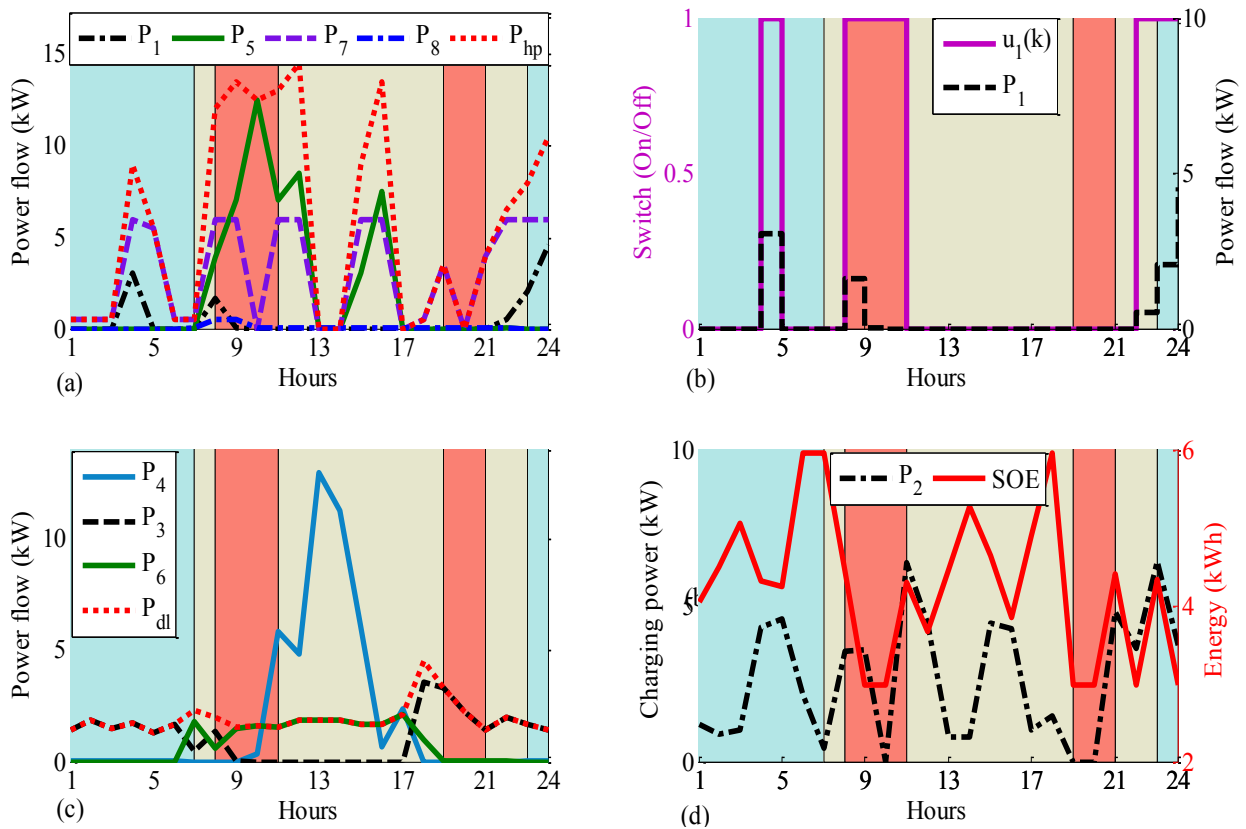 P1 P5 P7 P8 Php
Power flow (kW)
15
10
5
0
1 5 9 13 17 21 24
Hours
(a)
u1(k)
P1
Switch (On/Off)
1
0.5
0
Power flow (kW)
10
5
0
1 5 9 13 17 21 24
Hours
(b)
P4
P3
P6
Pdl
Power flow (kW)
10
5
0
1 5 9 13 17 21 24
Hours
(c)
P2 SOE
Charging power (kW)
10
5
0
Energy (kWh)
6
4
2
1 5 9 13 17 21 24
Hours
(d)